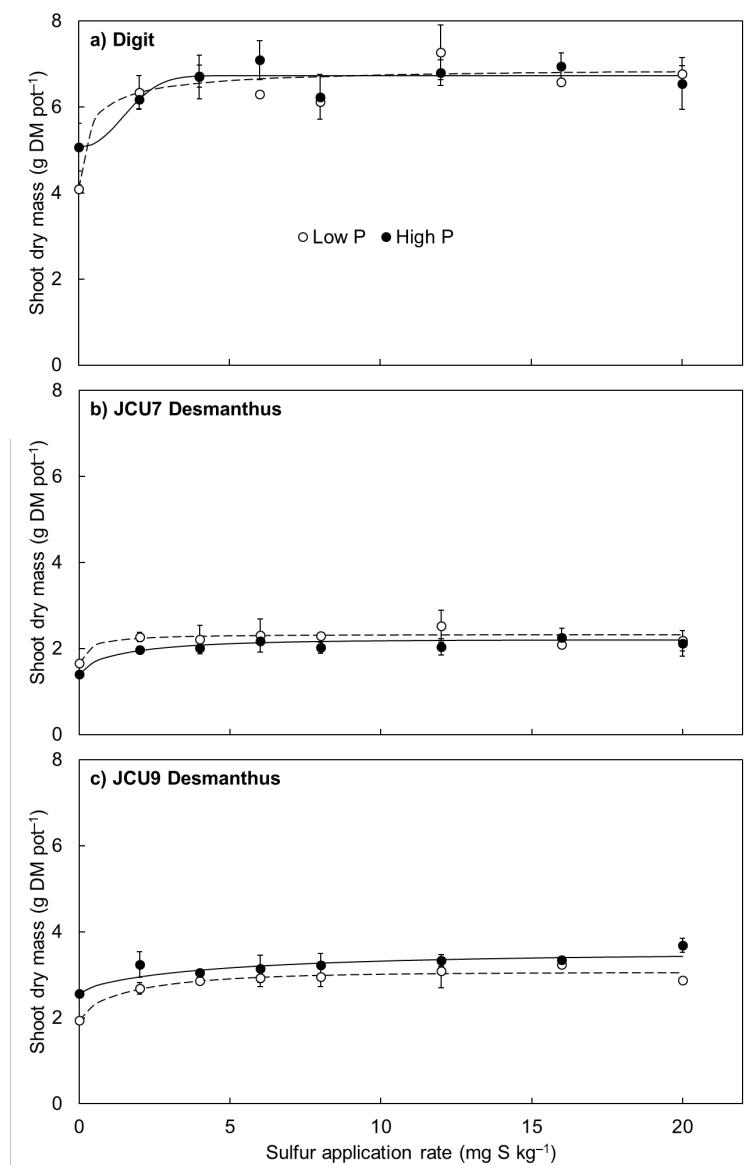 a) Digit
8
6
4
2
0
Shoot dry mass (g DM pot⁻¹)
Low P High P
b) JCU7 Desmanthus
8
6
4
2
0
Shoot dry mass (g DM pot⁻¹)
c) JCU9 Desmanthus
8
6
4
2
0
Shoot dry mass (g DM pot⁻¹)
0 5 10 15 20
Sulfur application rate (mg S kg⁻¹)